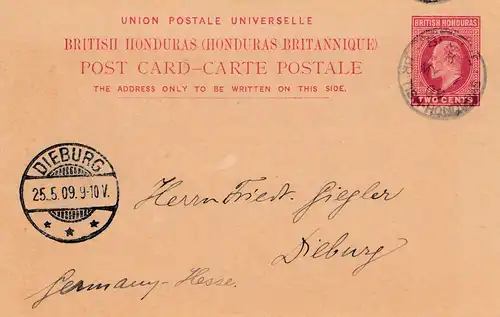 UNION POSTALE UNIVERSELLE
BRITISH HONDURAS (HONDURAS BRITANNIQUE)
POST CARD–CARTE POSTALE
THE ADDRESS ONLY TO BE WRITTEN ON THIS SIDE.
BRITISH HONDURAS
TWO CENTS
DIEBURG
25.5.09.9-10V.
Herrn Friedr. Ziegler
Dieburg
Germany-Hesse.